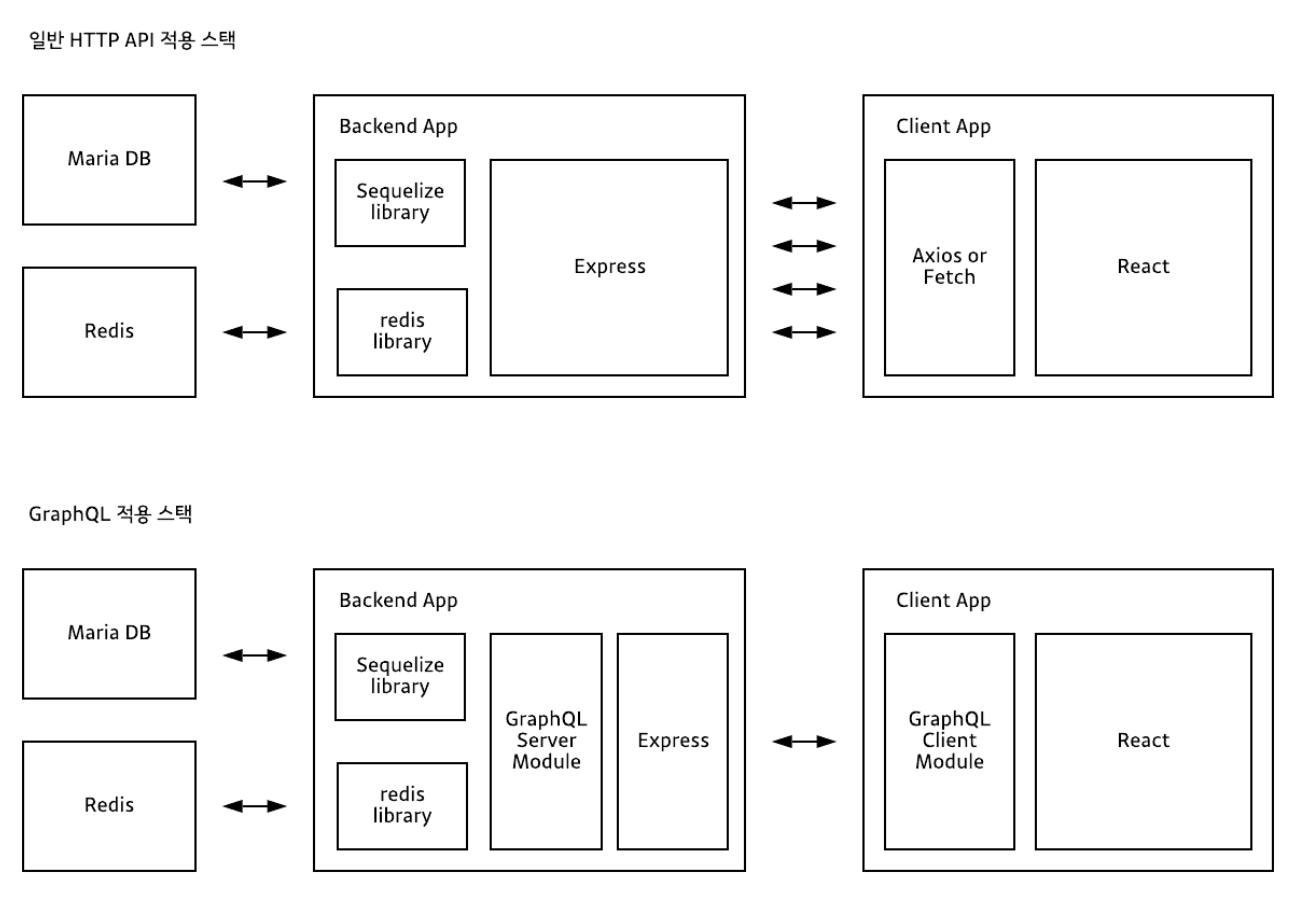 일반 HTTP API 적용 스택
Maria DB
Redis
Backend App
Sequelize
library
redis
library
Express
Client App
Axios or
Fetch
React
GraphQL 적용 스택
Maria DB
Redis
Backend App
Sequelize
library
redis
library
GraphQL
Server
Module
Express
Client App
GraphQL
Client
Module
React